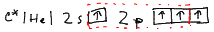 C* [He] 2s ↑ 2p ↑ ↑ ↑